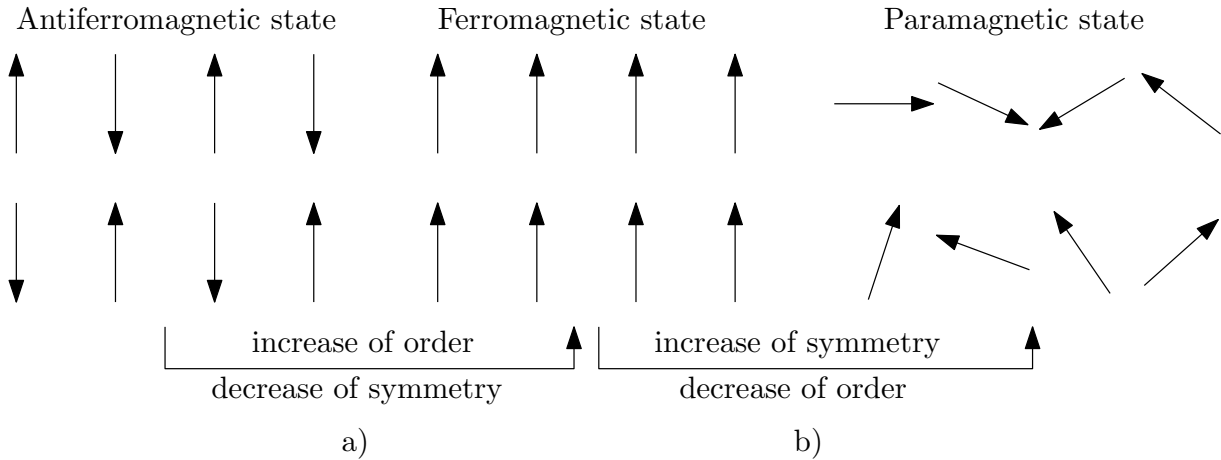 Antiferromagnetic state
Ferromagnetic state
Paramagnetic state
increase of order
decrease of symmetry
increase of symmetry
decrease of order
a)
b)